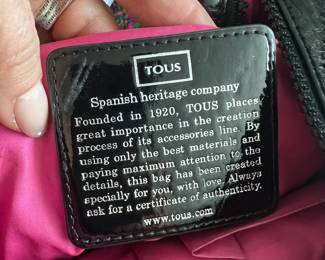 TOUS
Spanish heritage company
Founded in 1920, TOUS places
great importance in the creation
process of its accessories line. By
using only the best materials and
paying maximum attention to the
details, this bag has been created
specially for you, with love. Always
ask for a certificate of authenticity.
www.tous.com